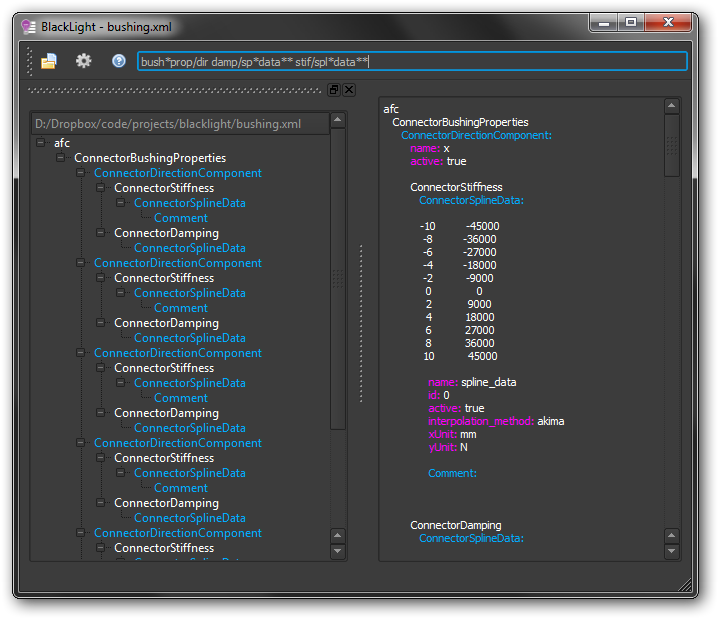 BlackLight - bushing.xml
bush*prop/dir damp/sp*data** stif/spl*data**
D:/Dropbox/code/projects/blacklight/bushing.xml
afc
ConnectorBushingProperties
ConnectorDirectionComponent
ConnectorStiffness
ConnectorSplineData
Comment
ConnectorDamping
ConnectorSplineData
ConnectorDirectionComponent
ConnectorStiffness
ConnectorSplineData
Comment
ConnectorDamping
ConnectorSplineData
ConnectorDirectionComponent
ConnectorStiffness
ConnectorSplineData
Comment
ConnectorDamping
ConnectorSplineData
ConnectorDirectionComponent
ConnectorStiffness
ConnectorSplineData
Comment
ConnectorDamping
ConnectorSplineData
ConnectorDirectionComponent
ConnectorStiffness
afc
ConnectorBushingProperties
ConnectorDirectionComponent:
name: x
active: true
ConnectorStiffness
ConnectorSplineData:
-10 -45000
-8 -36000
-6 -27000
-4 -18000
-2 -9000
0 0
2 9000
4 18000
6 27000
8 36000
10 45000
name: spline_data
id: 0
active: true
interpolation_method: akima
xUnit: mm
yUnit: N
Comment:
ConnectorDamping
ConnectorSplineData: